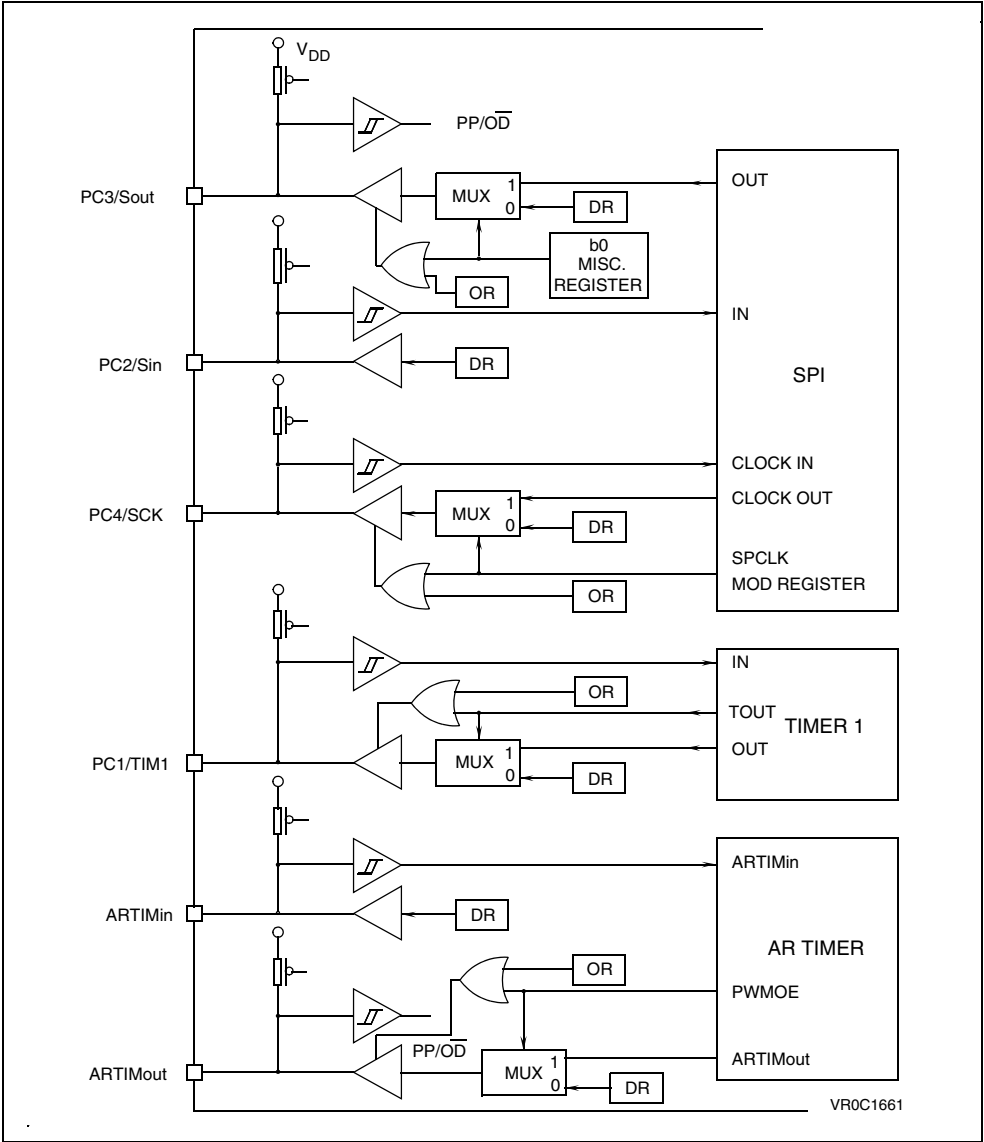 VDD
PP/OD
PC3/Sout
MUX
1
0
OUT
DR
b0
MISC.
REGISTER
OR
IN
PC2/Sin
DR
SPI
CLOCK IN
CLOCK OUT
PC4/SCK
MUX
1
0
DR
SPCLK
MOD REGISTER
OR
IN
OR
TOUT
TIMER 1
PC1/TIM1
MUX
1
0
OUT
DR
ARTIMin
ARTIMin
DR
AR TIMER
OR
PWMOE
PP/OD
ARTIMout
MUX
1
0
ARTIMout
DR
VR0C1661